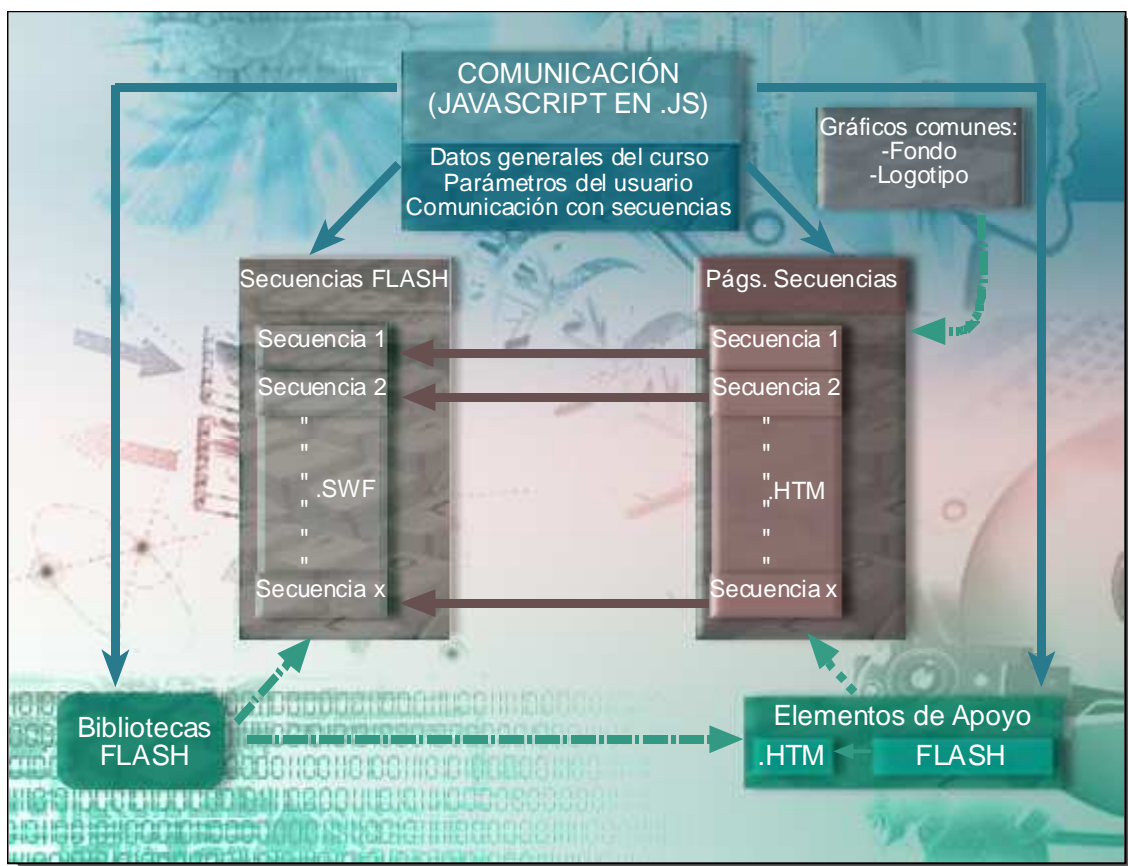 COMUNICACIÓN
(JAVASCRIPT EN .JS)
Datos generales del curso
Parámetros del usuario
Comunicación con secuencias
Gráficos comunes:
-Fondo
-Logotipo
Secuencias FLASH
Secuencia 1
Secuencia 2
"
"
" .SWF
"
"
"
Secuencia x
Págs. Secuencias
Secuencia 1
Secuencia 2
"
"
" .HTM
"
"
"
Secuencia x
Bibliotecas
FLASH
Elementos de Apoyo
.HTM
FLASH